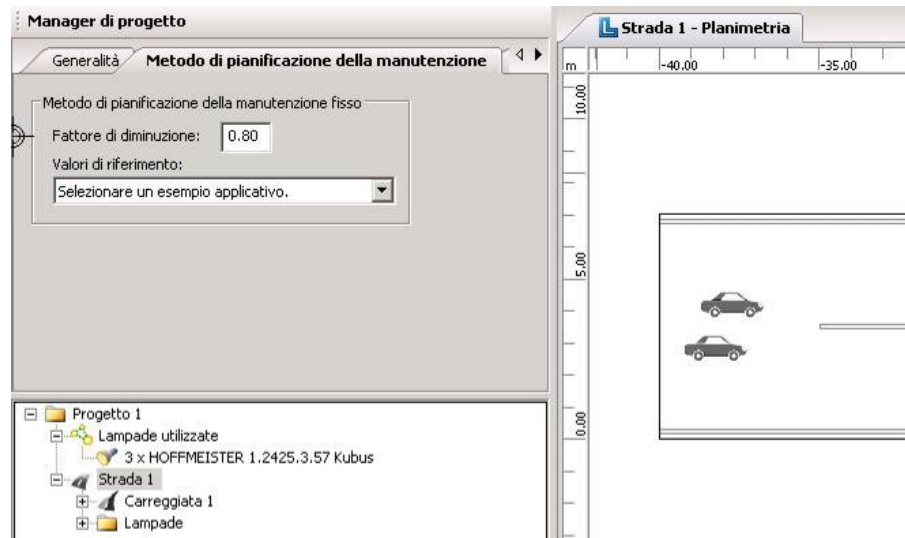 Manager di progetto
Generalità
Metodo di pianificazione della manutenzione
Metodo di pianificazione della manutenzione fisso
Fattore di diminuzione: 0.80
Valori di riferimento:
Selezionare un esempio applicativo.
Progetto 1
Lampade utilizzate
3 x HOFFMEISTER 1.2425.3.57 Kubus
Strada 1
Carreggiata 1
Lampade
Strada 1 - Planimetria
m
-40.00
-35.00
10.00
5.00
0.00